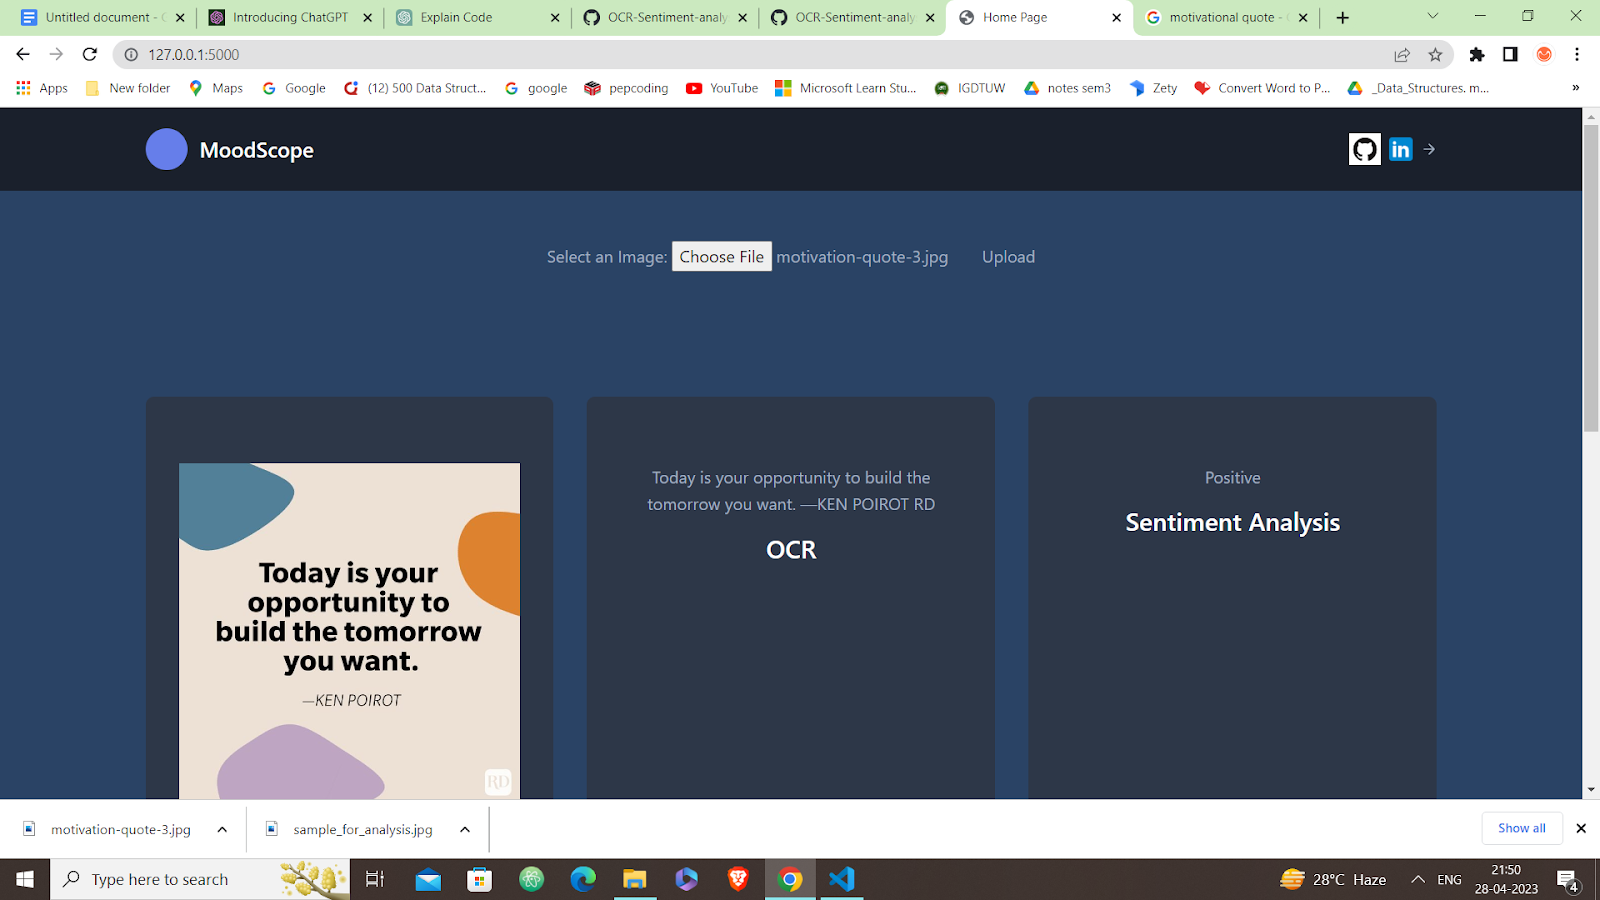 Untitled document - G
Introducing ChatGPT
Explain Code
OCR-Sentiment-analy
OCR-Sentiment-analy
Home Page
motivational quote -
127.0.0.1:5000
Apps
New folder
Maps
Google
(12) 500 Data Struct...
google
pepcoding
YouTube
Microsoft Learn Stu...
IGDTUW
notes sem3
Zety
Convert Word to P...
_Data_Structures. m...
»
MoodScope
in
Select an Image: Choose File motivation-quote-3.jpg Upload
Today is your
opportunity to
build the tomorrow
you want.
—KEN POIROT
RD
Today is your opportunity to build the
tomorrow you want. —KEN POIROT RD
OCR
Positive
Sentiment Analysis
motivation-quote-3.jpg
sample_for_analysis.jpg
Show all
Type here to search
28°C Haze
ENG
21:50
28-04-2023
4